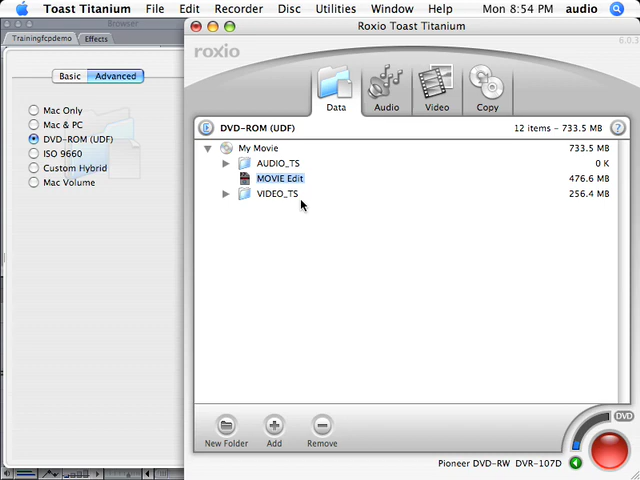 Toast Titanium File Edit Recorder Disc Utilities Window Help Mon 8:54 PM audio
Browser
Roxio Toast Titanium
Trainingfcpdemo Effects
roxio
6.0.3
Basic Advanced
Data Audio Video Copy
Mac Only
Mac & PC
DVD-ROM (UDF)
ISO 9660
Custom Hybrid
Mac Volume
DVD-ROM (UDF) 12 items - 733.5 MB ?
My Movie 733.5 MB
AUDIO_TS 0 K
MOVIE Edit 476.6 MB
VIDEO_TS 256.4 MB
New Folder Add Remove
DVD
Pioneer DVD-RW DVR-107D